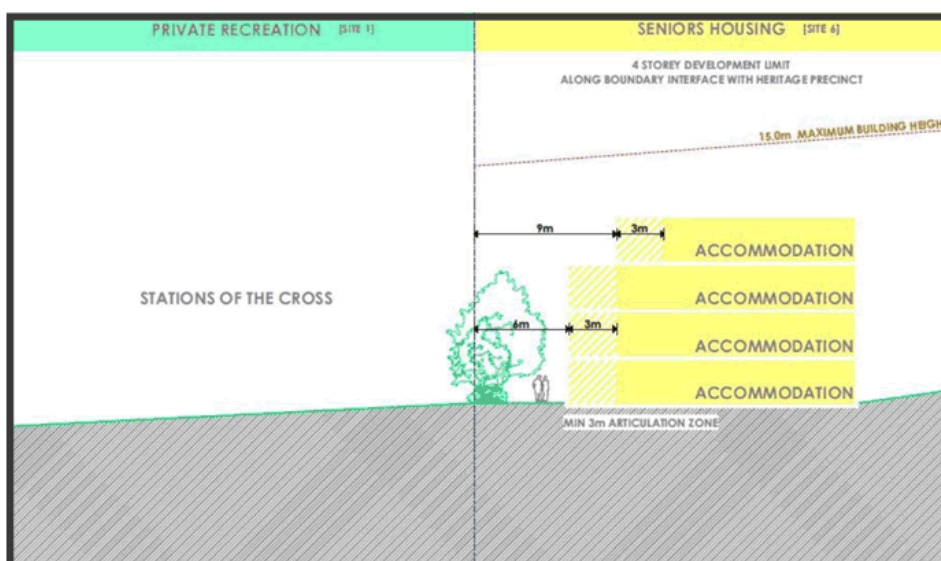 PRIVATE RECREATION [SITE 1]
SENIORS HOUSING [SITE 6]
4 STOREY DEVELOPMENT LIMIT
ALONG BOUNDARY INTERFACE WITH HERITAGE PRECINCT
15.0m MAXIMUM BUILDING HEIGH
9m
3m
ACCOMMODATION
STATIONS OF THE CROSS
ACCOMMODATION
6m
3m
ACCOMMODATION
ACCOMMODATION
MIN 3m ARTICULATION ZONE